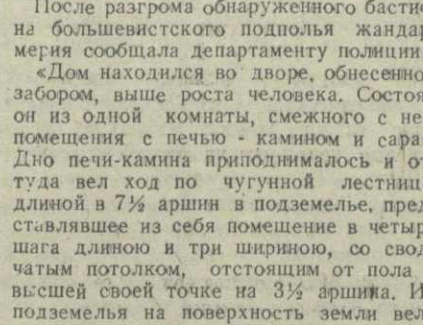 После разгрома обнаруженного басти
на большевистского подполья жандар
мерия сообщала департаменту полиции
«Дом находился во дворе, обнесенно
забором, выше роста человека. Состоя
он из одной комнаты, смежного с не
помещения с печью - камином и сара
Дно печи-камина приподнималось и от
туда вел ход по чугунной лестниц
длиной в 7½ аршин в подземелье, пред
ставлявшее из себя помещение в четыр
шага длиною и три шириною, со свод
чатым потолком, отстоящим от пола
высшей своей точке на 3½ аршина. И
подземелья на поверхность земли вел